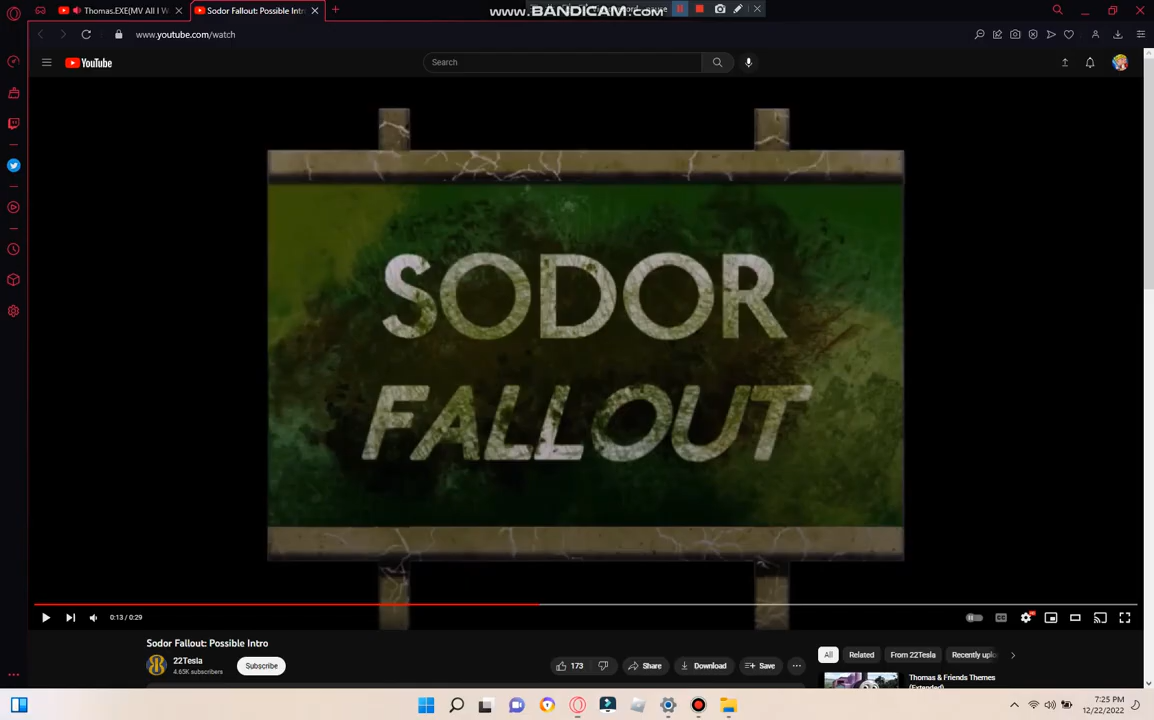 Thomas.EXE(MV All I W
Sodor Fallout: Possible Intro
www.BANDICAM.com
www.youtube.com/watch
YouTube
Search
SODOR
FALLOUT
0:13 / 0:29
Sodor Fallout: Possible Intro
22Tesla
4.65K subscribers
Subscribe
173
Share
Download
Save
All
Related
From 22Tesla
Recently uplo
Thomas & Friends Themes
(Extended)
7:25 PM
12/22/2022